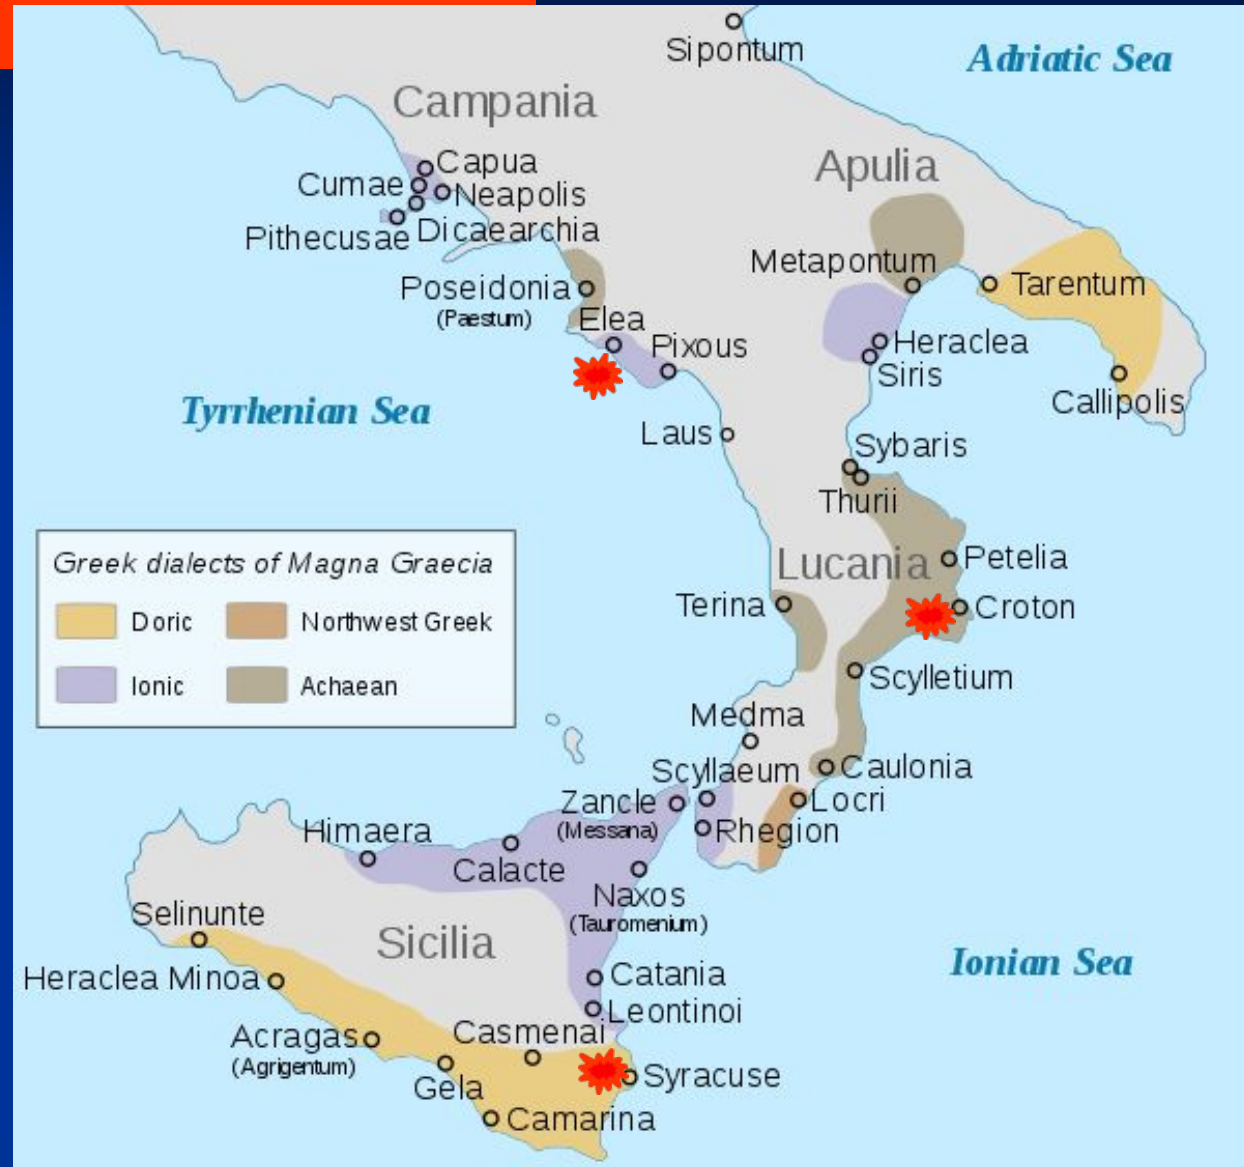 Sipontum
Adriatic Sea
Campania
Apulia
Capua
Cumae
Neapolis
Dicaearchia
Pithecusae
Metapontum
Tarentum
Poseidonia
(Paestum)
Elea
Pixous
Heraclea
Siris
Callipolis
Tyrrhenian Sea
Laus
Sybaris
Thurii
Greek dialects of Magna Graecia
Doric
Northwest Greek
Ionic
Achaean
Lucania
Petelia
Terina
Croton
Scylletium
Medma
Scyllaeum
Caulonia
Zancle
(Messana)
Locri
Rhegion
Himaera
Calacte
Naxos
(Tauromenium)
Selinunte
Sicilia
Ionian Sea
Heraclea Minoa
Catania
Leontinoi
Acragas
(Agrigentum)
Casmenai
Gela
Syracuse
Camarina